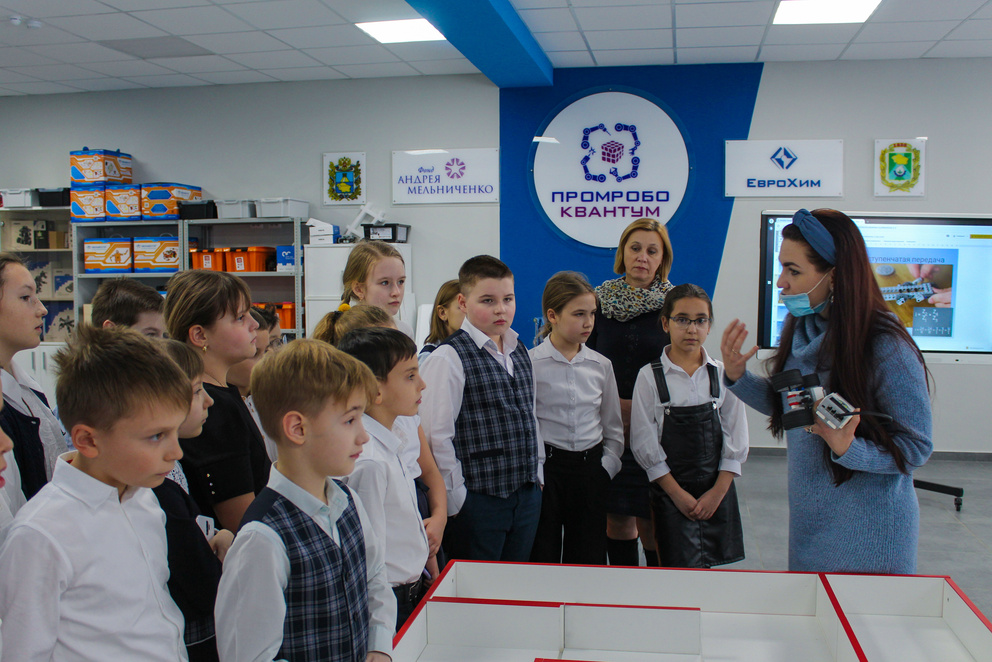 Фонд
АНДРЕЯ
МЕЛЬНИЧЕНКО
ПРОМРОБО
КВАНТУМ
ЕвроХим
ступенчатая передача